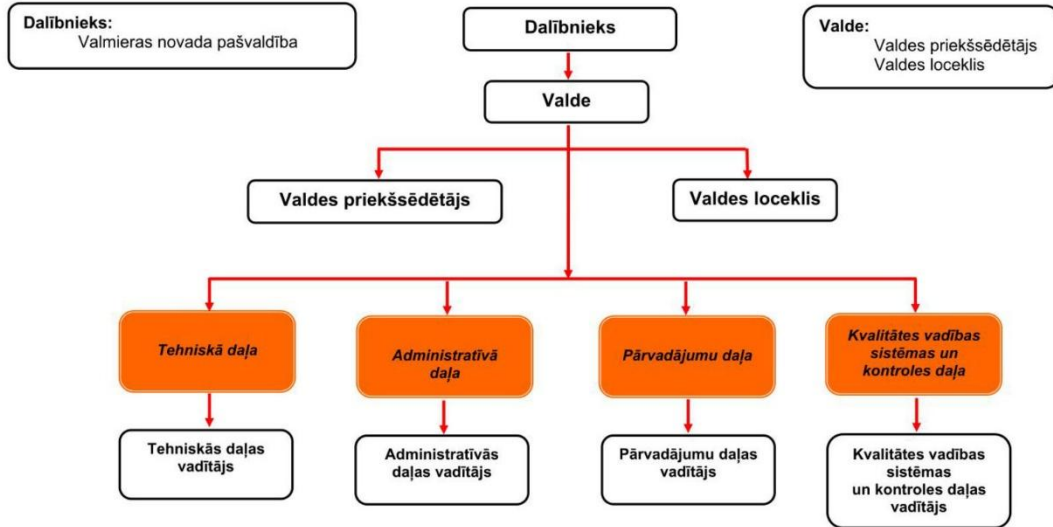 Dalībnieks:
Valmieras novada pašvaldība
Dalībnieks
Valde:
Valdes priekšsēdētājs
Valdes loceklis
Valde
Valdes priekšsēdētājs
Valdes loceklis
Tehniskā daļa
Administratīvā
daļa
Pārvadājumu daļa
Kvalitātes vadības
sistēmas un
kontroles daļa
Tehniskās daļas
vadītājs
Administratīvās
daļas vadītājs
Pārvadājumu daļas
vadītājs
Kvalitātes vadības
sistēmas
un kontroles daļas
vadītājs